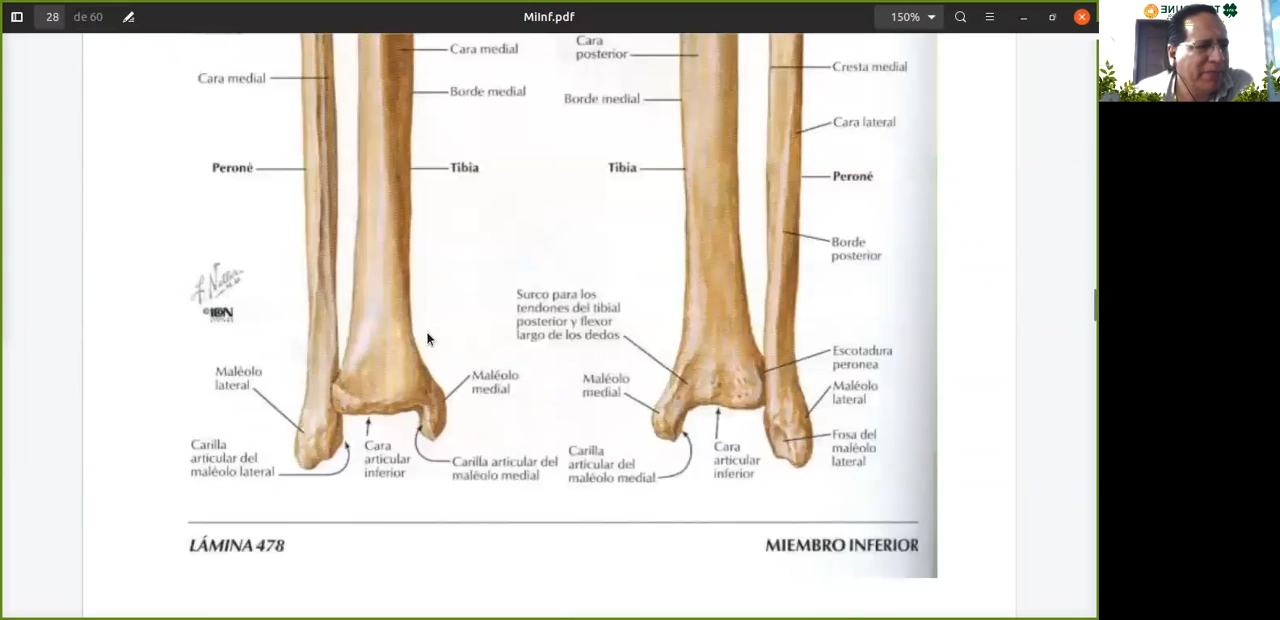 28
de 60
MiInf.pdf
150%
Cara medial
Borde medial
Cara medial
Peroné
Tibia
Maléolo
lateral
Maléolo
medial
Carilla
articular del
maléolo lateral
Cara
articular
inferior
Carilla articular del
maléolo medial
Cara
posterior
Borde medial
Tibia
Surco para los
tendones del tibial
posterior y flexor
largo de los dedos
Maléolo
medial
Carilla
articular del
maléolo medial
Cara
articular
inferior
Cresta medial
Cara lateral
Peroné
Borde
posterior
Escotadura
peronea
Maléolo
lateral
Fosa del
maléolo
lateral
LÁMINA 478
MIEMBRO INFERIOR